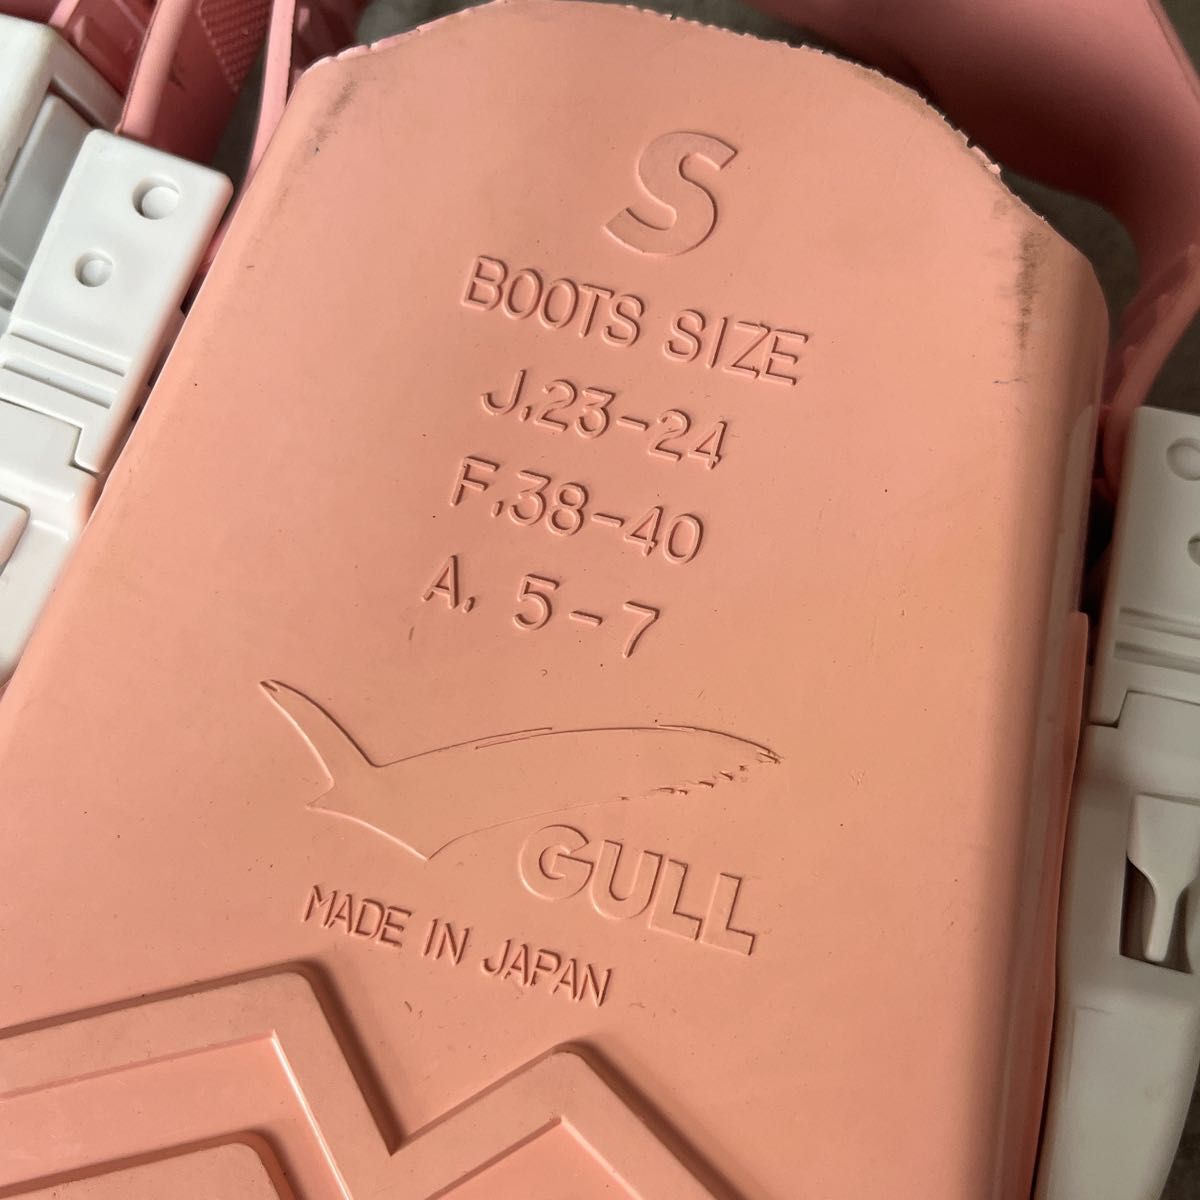 S
BOOTS SIZE
J.23-24
F.38-40
A. 5-7
GULL
MADE IN JAPAN